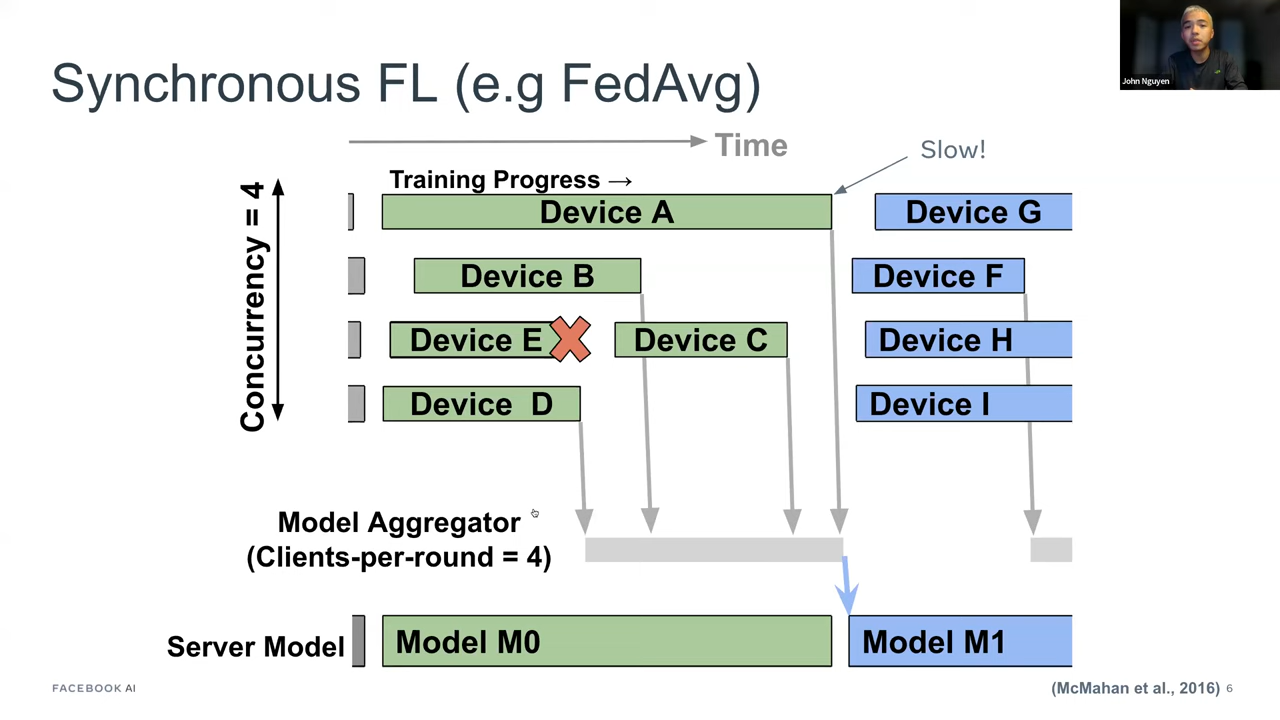 Synchronous FL (e.g FedAvg)
John Nguyen
Time
Slow!
Training Progress →
Concurrency = 4
Device A
Device G
Device B
Device F
Device E
Device C
Device H
Device D
Device I
Model Aggregator
(Clients-per-round = 4)
Server Model
Model M0
Model M1
FACEBOOK AI
(McMahan et al., 2016) 6